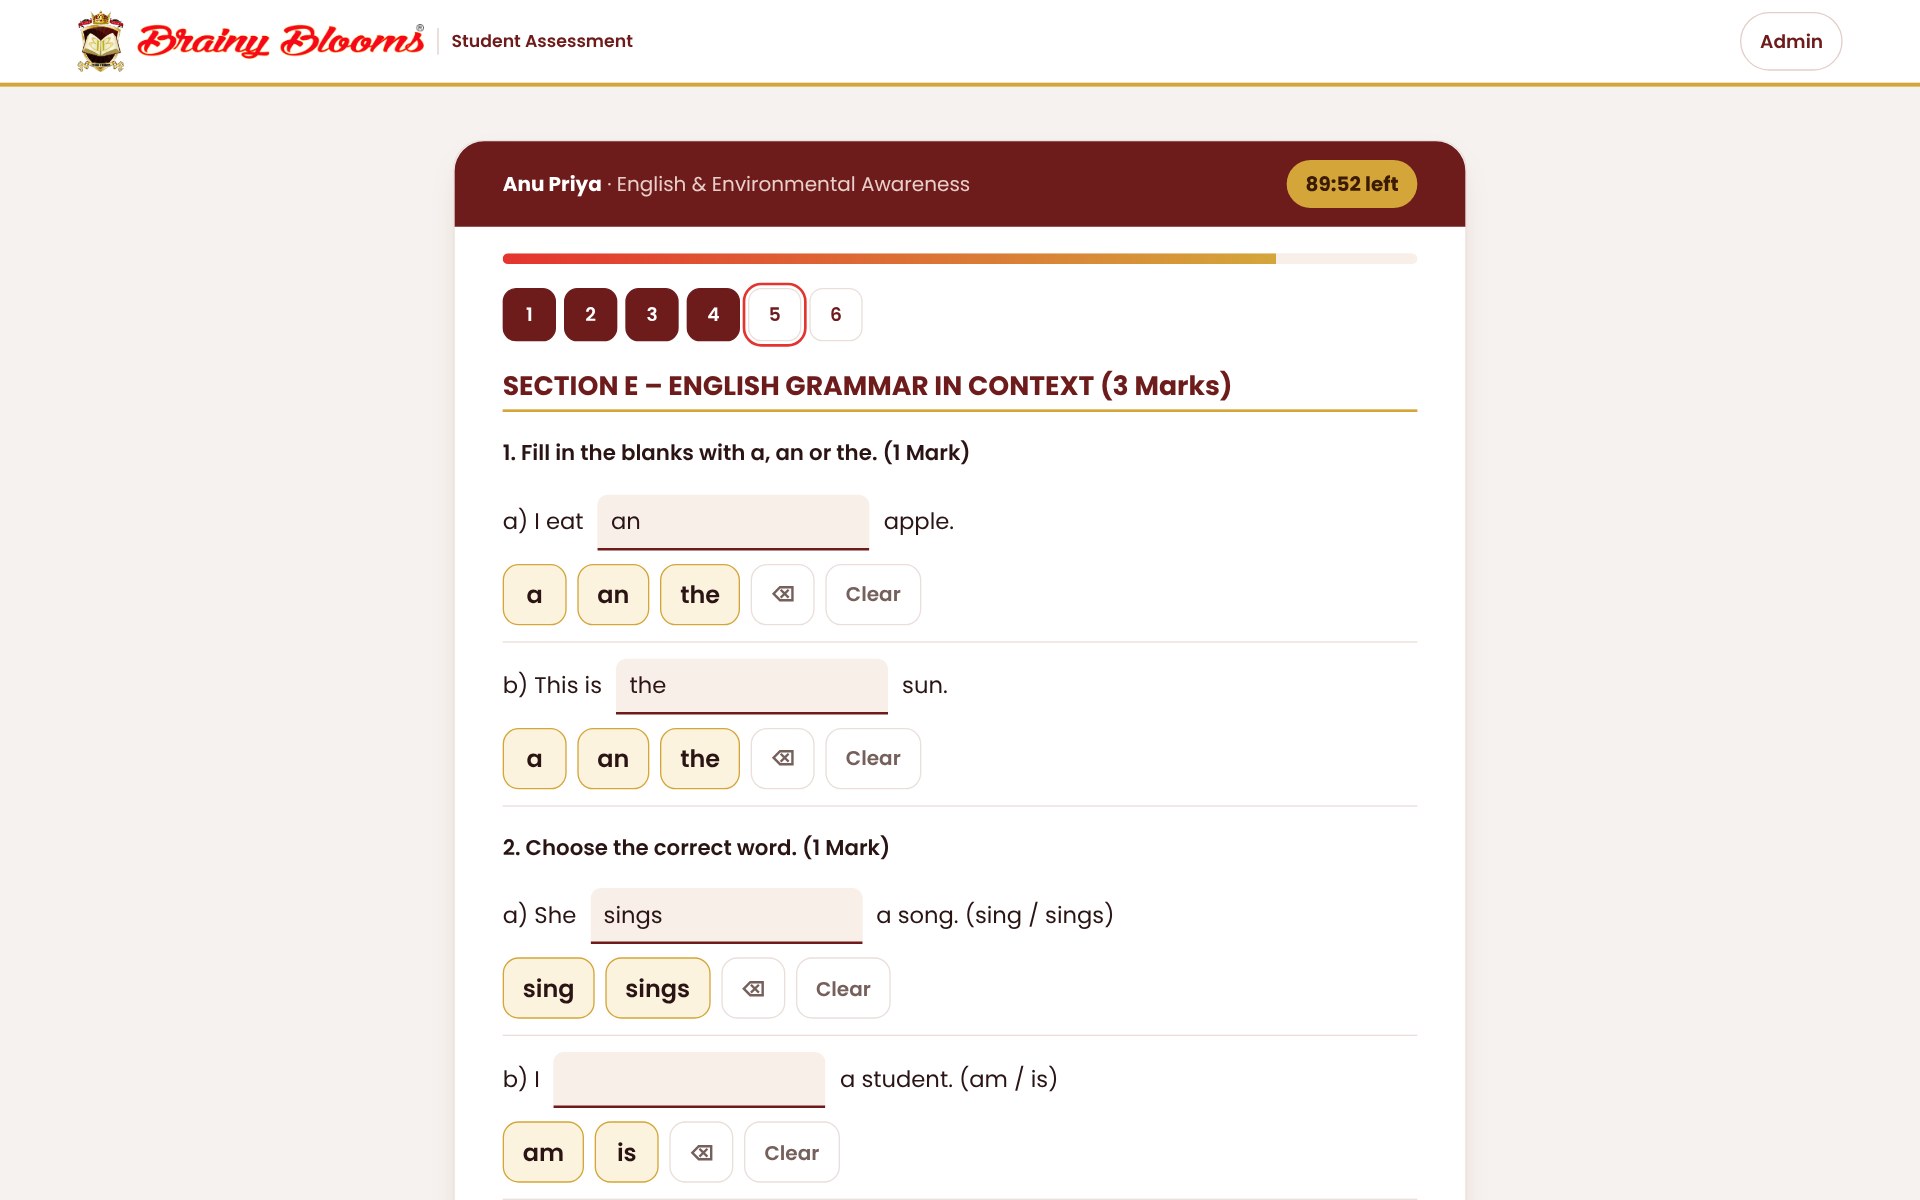 Brainy Blooms® Student Assessment Admin
Anu Priya · English & Environmental Awareness 89:52 left
1 2 3 4 5 6
SECTION E – ENGLISH GRAMMAR IN CONTEXT (3 Marks)
1. Fill in the blanks with a, an or the. (1 Mark)
a) I eat an apple.
a an the ⌫ Clear
b) This is the sun.
a an the ⌫ Clear
2. Choose the correct word. (1 Mark)
a) She sings a song. (sing / sings)
sing sings ⌫ Clear
b) I a student. (am / is)
am is ⌫ Clear